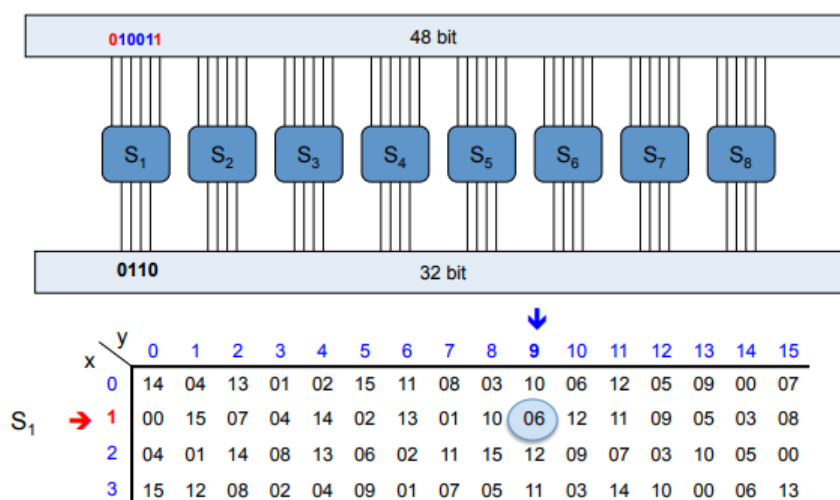 010011 48 bit
S1 S2 S3 S4 S5 S6 S7 S8
0110 32 bit
y
x 0 1 2 3 4 5 6 7 8 9 10 11 12 13 14 15
0 14 04 13 01 02 15 11 08 03 10 06 12 05 09 00 07
S1 1 00 15 07 04 14 02 13 01 10 06 12 11 09 05 03 08
2 04 01 14 08 13 06 02 11 15 12 09 07 03 10 05 00
3 15 12 08 02 04 09 01 07 05 11 03 14 10 00 06 13